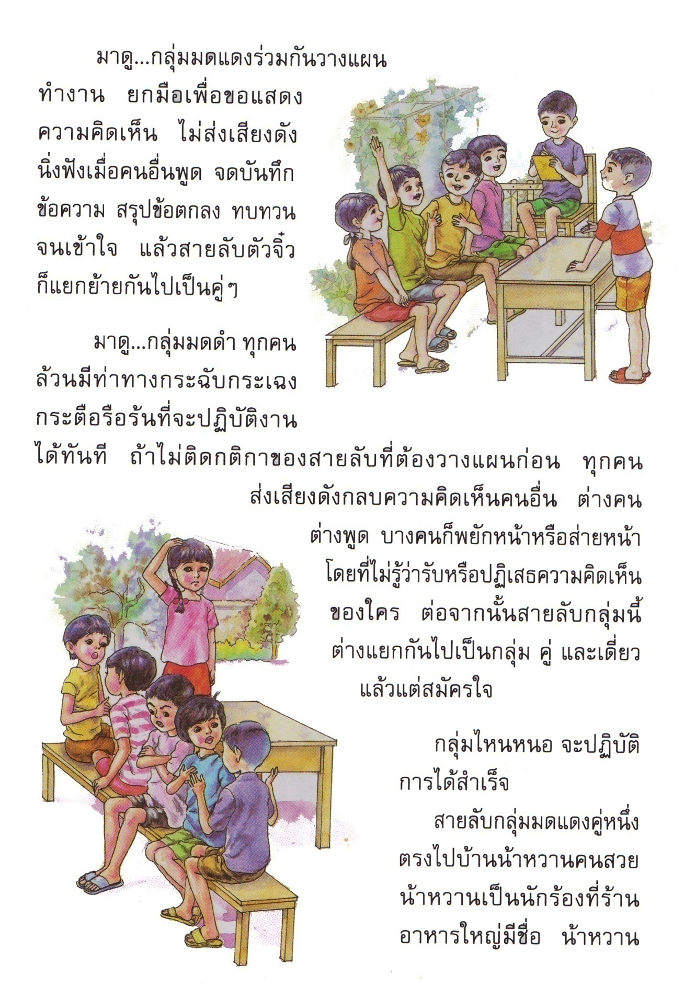 มาดู...กลุ่มมดแดงร่วมกันวางแผน
ทำงาน ยกมือเพื่อขอแสดง
ความคิดเห็น ไม่ส่งเสียงดัง
นิ่งฟังเมื่อคนอื่นพูด จดบันทึก
ข้อความ สรุปข้อตกลง ทบทวน
จนเข้าใจ แล้วสายลับตัวจิ๋ว
ก็แยกย้ายกันไปเป็นคู่ๆ
มาดู...กลุ่มมดดำ ทุกคน
ล้วนมีท่าทางกระฉับกระเฉง
กระตือรือร้นที่จะปฏิบัติงาน
ได้ทันที ถ้าไม่ติดกติกาของสายลับที่ต้องวางแผนก่อน ทุกคน
ส่งเสียงดังกลบความคิดเห็นคนอื่น ต่างคน
ต่างพูด บางคนก็พยักหน้าหรือส่ายหน้า
โดยที่ไม่รู้ว่ารับหรือปฏิเสธความคิดเห็น
ของใคร ต่อจากนั้นสายลับกลุ่มนี้
ต่างแยกกันไปเป็นกลุ่ม คู่ และเดี่ยว
แล้วแต่สมัครใจ
กลุ่มไหนหนอ จะปฏิบัติ
การได้สำเร็จ
สายลับกลุ่มมดแดงคู่หนึ่ง
ตรงไปบ้านน้าหวานคนสวย
น้าหวานเป็นนักร้องที่ร้าน
อาหารใหญ่มีชื่อ น้าหวาน